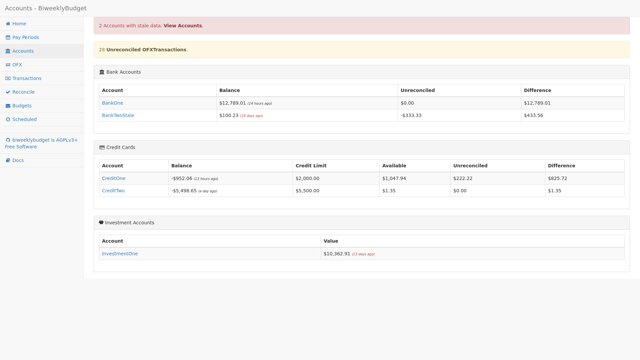 Accounts - BiweeklyBudget
Home
Pay Periods
Accounts
OFX
Transactions
Reconcile
Budgets
Scheduled
biweeklybudget is AGPLv3+ Free Software
Docs
2 Accounts with stale data. View Accounts.
28 Unreconciled OFXTransactions.
Bank Accounts
Account Balance Unreconciled Difference
BankOne $12,789.01 (14 hours ago) $0.00 $12,789.01
BankTwoStale $100.23 (18 days ago) -$333.33 $433.56
Credit Cards
Account Balance Credit Limit Available Unreconciled Difference
CreditOne -$952.06 (13 hours ago) $2,000.00 $1,047.94 $222.22 $825.72
CreditTwo -$5,498.65 (a day ago) $5,500.00 $1.35 $0.00 $1.35
Investment Accounts
Account Value
InvestmentOne $10,362.91 (13 days ago)